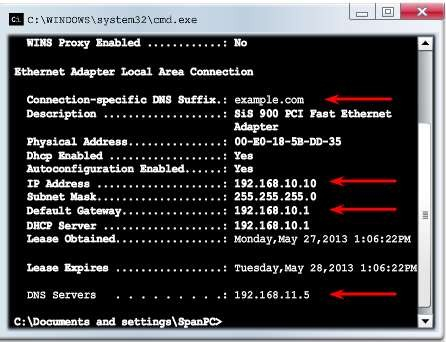 C:\WINDOWS\system32\cmd.exe
WINS Proxy Enabled ............: No
Ethernet Adapter Local Area Connection
Connection-specific DNS Suffix.: example.com
Description ...................: SiS 900 PCI Fast Ethernet
Adapter
Physical Address...............: 00-E0-18-5B-DD-35
Dhcp Enabled ..................: Yes
Autoconfiguration Enabled......: Yes
IP Address ....................: 192.168.10.10
Subnet Mask....................: 255.255.255.0
Default Gateway................: 192.168.10.1
DHCP Server ...................: 192.168.10.1
Lease Obtained.................: Monday,May 27,2013 1:06:22PM
Lease Expires .................: Tuesday,May 28,2013 1:06:22PM
DNS Servers . . . . . . . . .: 192.168.11.5
C:\Documents and settings\SpanPC>